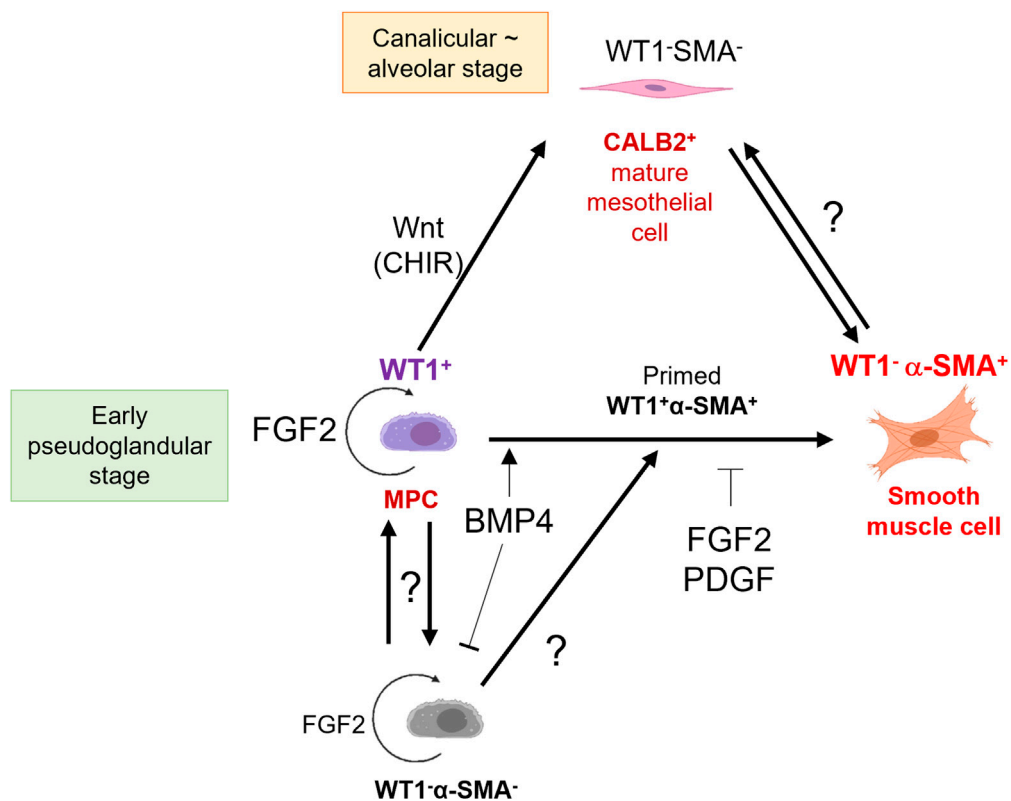 Canalicular ~
alveolar stage
WT1⁻SMA⁻
CALB2⁺
mature
mesothelial
cell
?
Wnt
(CHIR)
WT1⁺
Primed
WT1⁺α-SMA⁺
WT1⁻ α-SMA⁺
Early
pseudoglandular
stage
FGF2
MPC
BMP4
FGF2
PDGF
Smooth
muscle cell
?
?
FGF2
WT1⁻α-SMA⁻